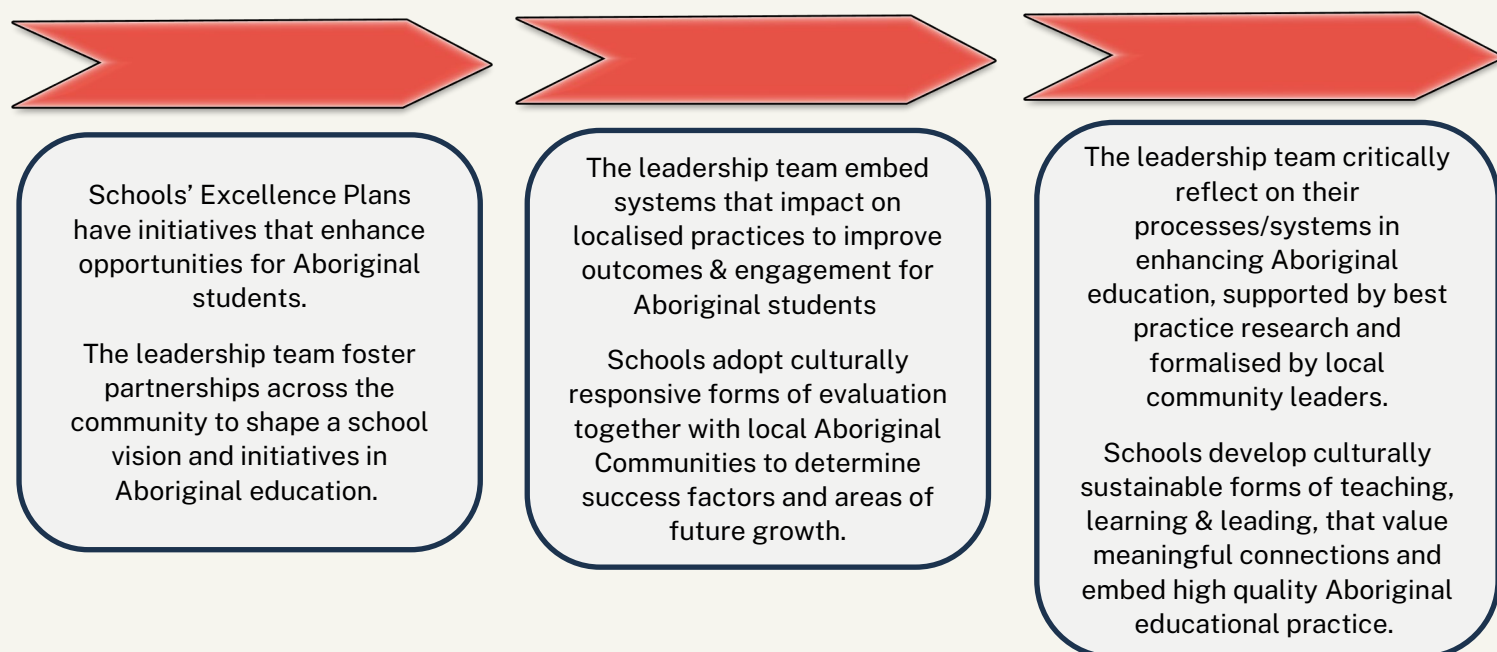 Schools’ Excellence Plans
have initiatives that enhance
opportunities for Aboriginal
students.
The leadership team foster
partnerships across the
community to shape a school
vision and initiatives in
Aboriginal education.
The leadership team embed
systems that impact on
localised practices to improve
outcomes & engagement for
Aboriginal students
Schools adopt culturally
responsive forms of evaluation
together with local Aboriginal
Communities to determine
success factors and areas of
future growth.
The leadership team critically
reflect on their
processes/systems in
enhancing Aboriginal
education, supported by best
practice research and
formalised by local
community leaders.
Schools develop culturally
sustainable forms of teaching,
learning & leading, that value
meaningful connections and
embed high quality Aboriginal
educational practice.